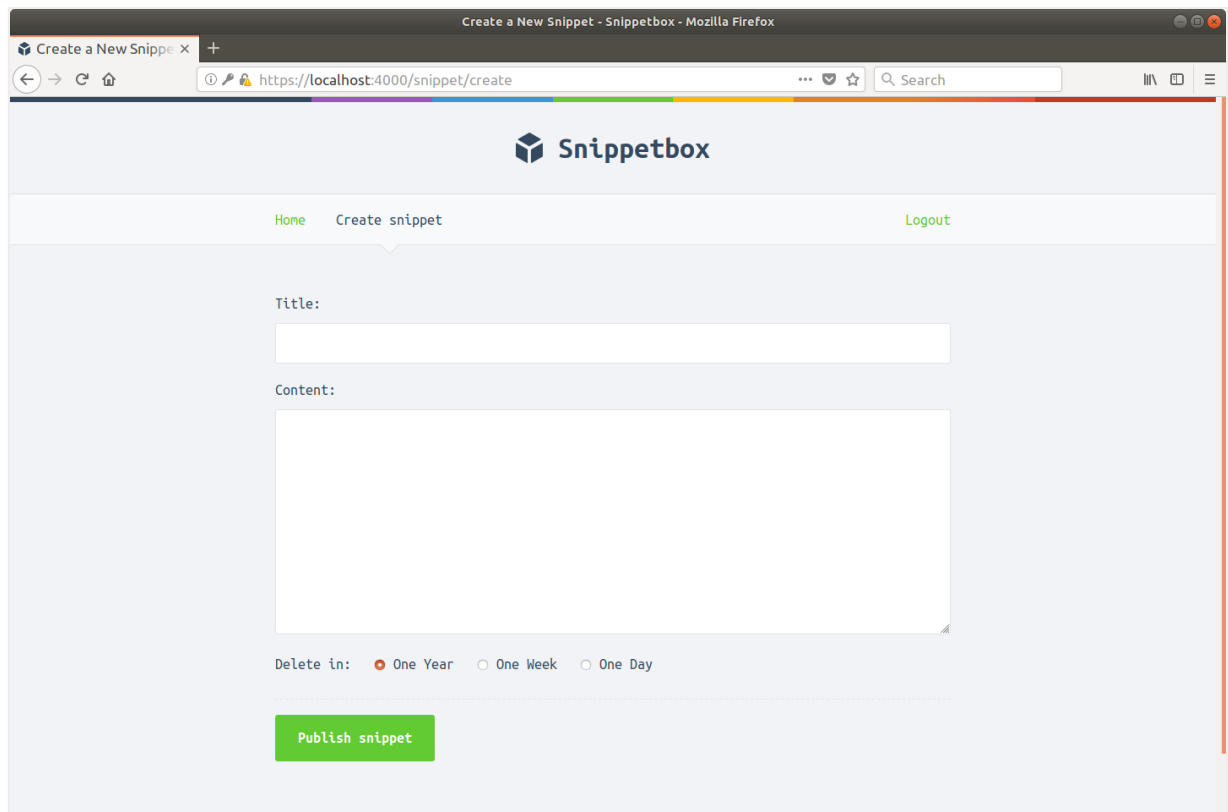 Create a New Snippet - Snippetbox - Mozilla Firefox
Create a New Snippe
https://localhost:4000/snippet/create
Search
Snippetbox
Home Create snippet Logout
Title:
Content:
Delete in: One Year One Week One Day
Publish snippet